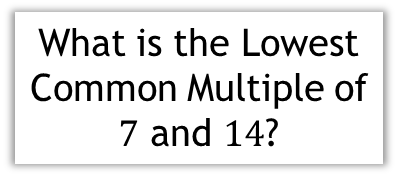 What is the Lowest
Common Multiple of
7 and 14?